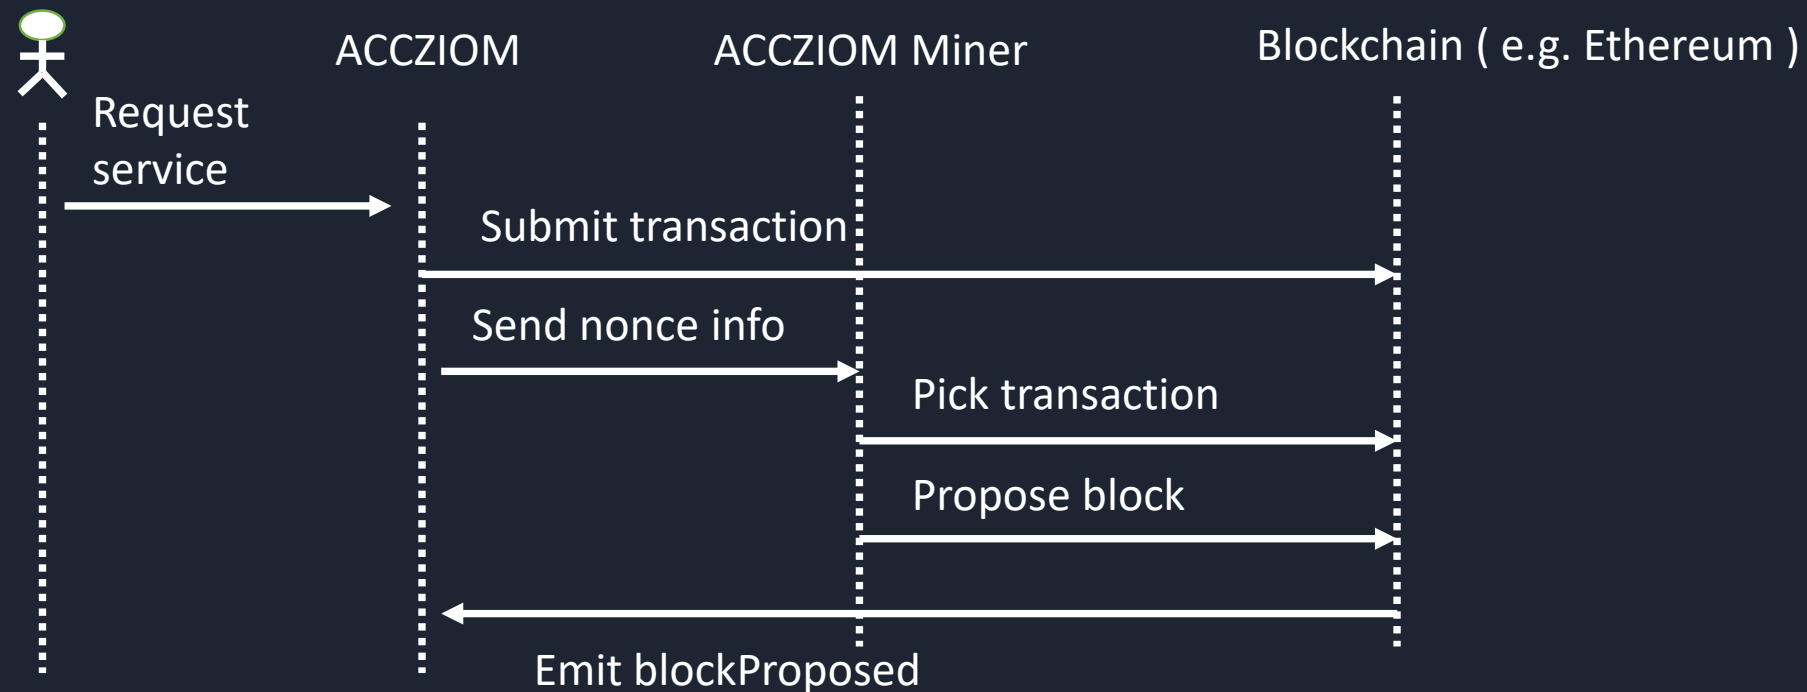 ACCZIOM
ACCZIOM Miner
Blockchain ( e.g. Ethereum )
Request
service
Submit transaction
Send nonce info
Pick transaction
Propose block
Emit blockProposed